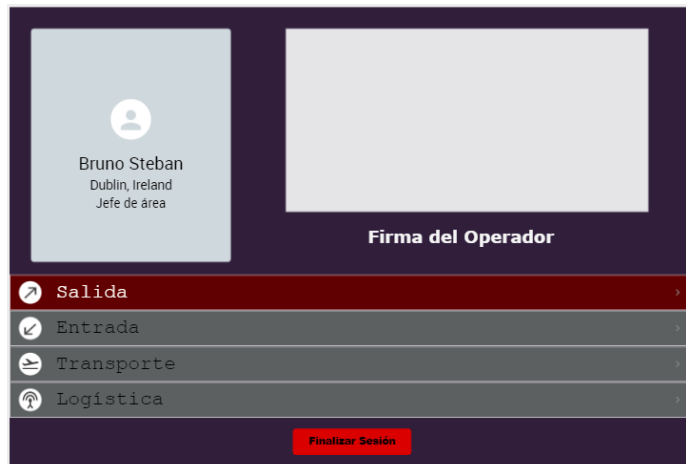 Bruno Steban
Dublin, Ireland
Jefe de área
Firma del Operador
Salida
Entrada
Transporte
Logística
Finalizar Sesión